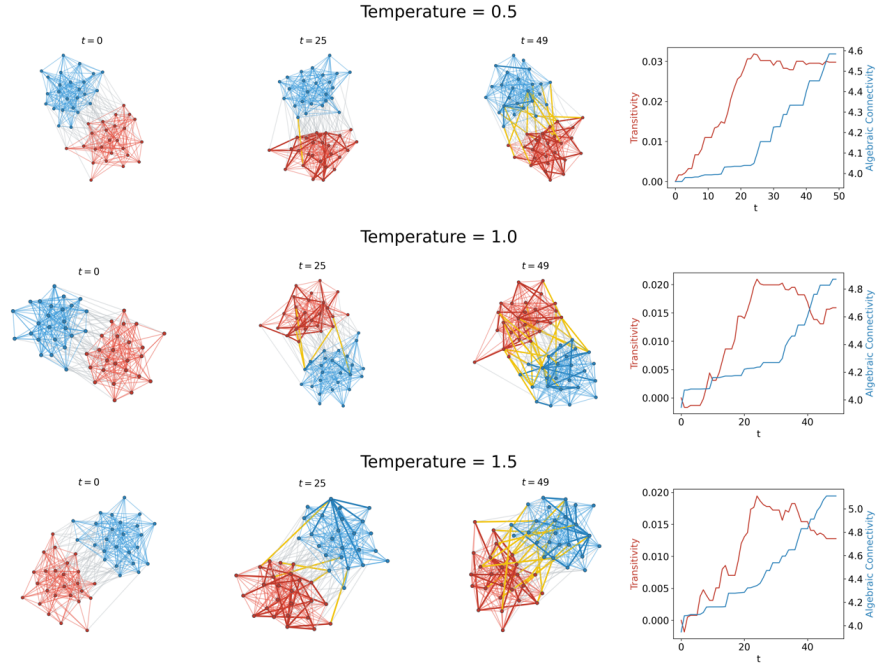 Temperature = 0.5
t = 0
t = 25
t = 49
0.03
0.02
0.01
0.00
Transitivity
4.6
4.5
4.4
4.3
4.2
4.1
4.0
Algebraic Connectivity
0 10 20 30 40 50
t
Temperature = 1.0
t = 0
t = 25
t = 49
0.020
0.015
0.010
0.005
0.000
Transitivity
4.8
4.6
4.4
4.2
4.0
Algebraic Connectivity
0 20 40
t
Temperature = 1.5
t = 0
t = 25
t = 49
0.020
0.015
0.010
0.005
0.000
Transitivity
5.0
4.8
4.6
4.4
4.2
4.0
Algebraic Connectivity
0 20 40
t